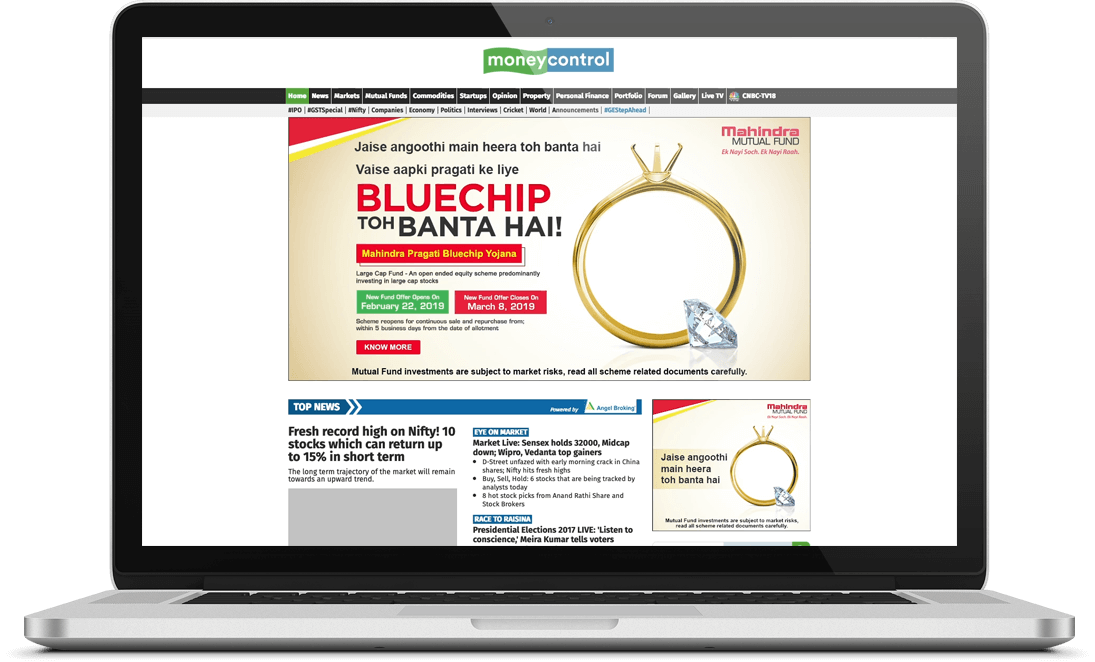 moneycontrol
Home News Markets Mutual Funds Commodities Startups Opinion Property Personal Finance Portfolio Forum Gallery Live TV CNBC-TV18
#IPO | #GSTSpecial | #Nifty | Companies | Economy | Politics | Interviews | Cricket | World | Announcements | #GEStepAhead |
Mahindra
MUTUAL FUND
Ek Nayi Soch. Ek Nayi Raah.
Jaise angoothi main heera toh banta hai
Vaise aapki pragati ke liye
BLUECHIP
TOH BANTA HAI!
Mahindra Pragati Bluechip Yojana
Large Cap Fund - An open ended equity scheme predominantly
investing in large cap stocks
New Fund Offer Opens On
February 22, 2019
New Fund Offer Closes On
March 8, 2019
Scheme reopens for continuous sale and repurchase from;
within 5 business days from the date of allotment
KNOW MORE
Mutual Fund investments are subject to market risks, read all scheme related documents carefully.
TOP NEWS
Powered by Angel Broking
Fresh record high on Nifty! 10
stocks which can return up
to 15% in short term
The long term trajectory of the market will remain
towards an upward trend.
EYE ON MARKET
Market Live: Sensex holds 32000, Midcap
down; Wipro, Vedanta top gainers
D-Street unfazed with early morning crack in China
shares; Nifty hits fresh highs
Buy, Sell, Hold: 6 stocks that are being tracked by
analysts today
8 hot stock picks from Anand Rathi Share and
Stock Brokers
RACE TO RAISINA
Presidential Elections 2017 LIVE: 'Listen to
conscience,' Meira Kumar tells voters
Mahindra
MUTUAL FUND
Ek Nayi Soch. Ek Nayi Raah.
Jaise angoothi
main heera
toh banta hai
Mutual Fund investments are subject to market risks,
read all scheme related documents carefully.